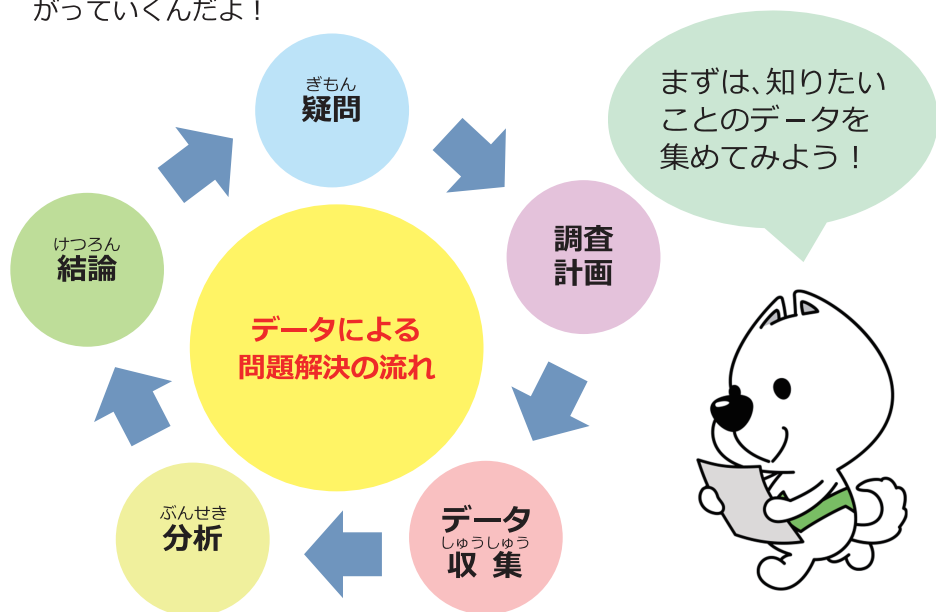 がっていくんだよ！
ぎもん
疑問
まずは、知りたい
ことのデータを
集めてみよう！
調査
計画
けつろん
結論
データによる
問題解決の流れ
ぶんせき
分析
データ
しゅうしゅう
収集